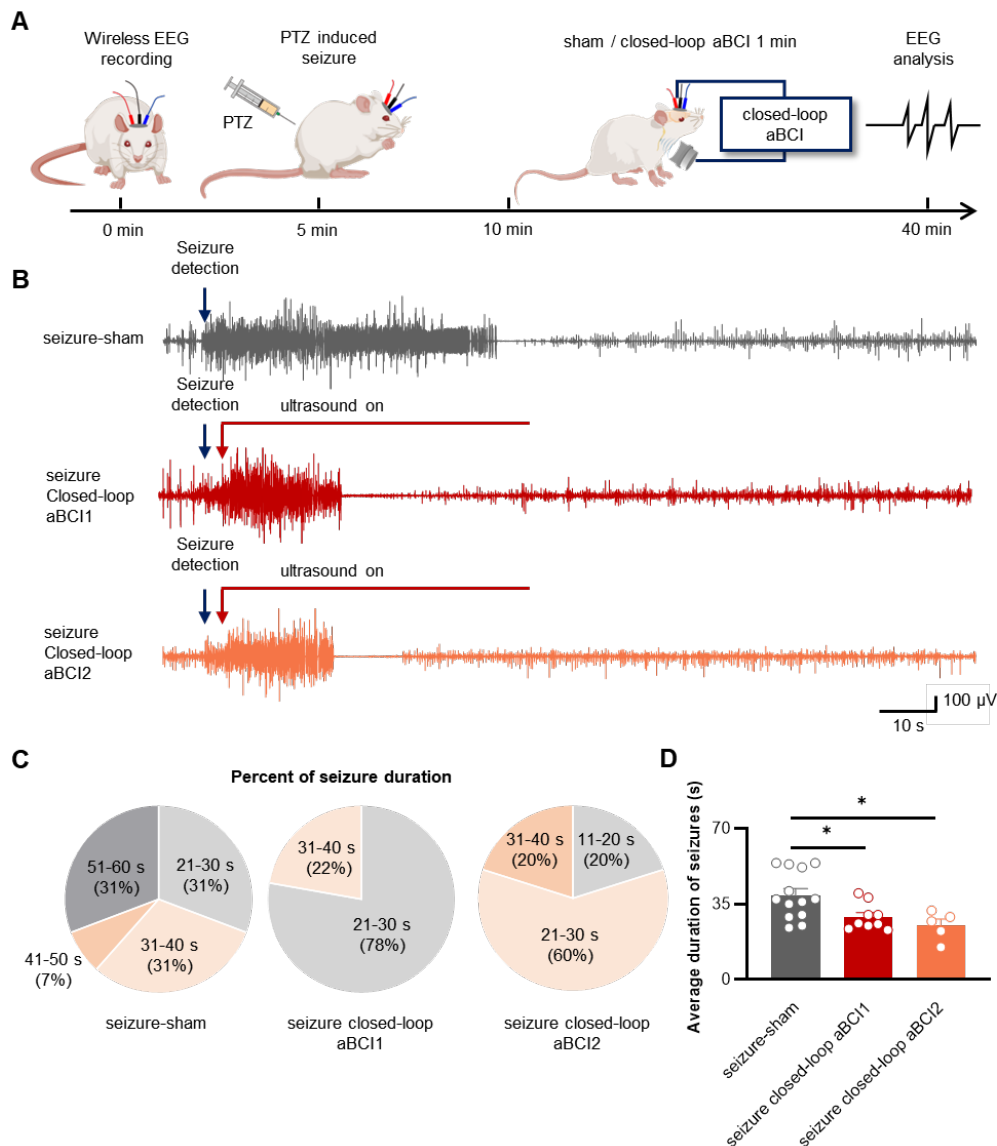 A
Wireless EEG
recording
PTZ induced
seizure
PTZ
sham / closed-loop aBCI 1 min
closed-loop
aBCI
EEG
analysis
0 min
5 min
10 min
40 min
B
Seizure
detection
seizure-sham
Seizure
detection
ultrasound on
seizure
Closed-loop
aBCI1
Seizure
detection
ultrasound on
seizure
Closed-loop
aBCI2
100 µV
10 s
C
Percent of seizure duration
51-60 s
(31%)
21-30 s
(31%)
41-50 s
(7%)
31-40 s
(31%)
seizure-sham
31-40 s
(22%)
21-30 s
(78%)
seizure closed-loop
aBCI1
31-40 s
(20%)
11-20 s
(20%)
21-30 s
(60%)
seizure closed-loop
aBCI2
D
Average duration of seizures (s)
70
35
0
*
*
seizure-sham
seizure closed-loop aBCI1
seizure closed-loop aBCI2